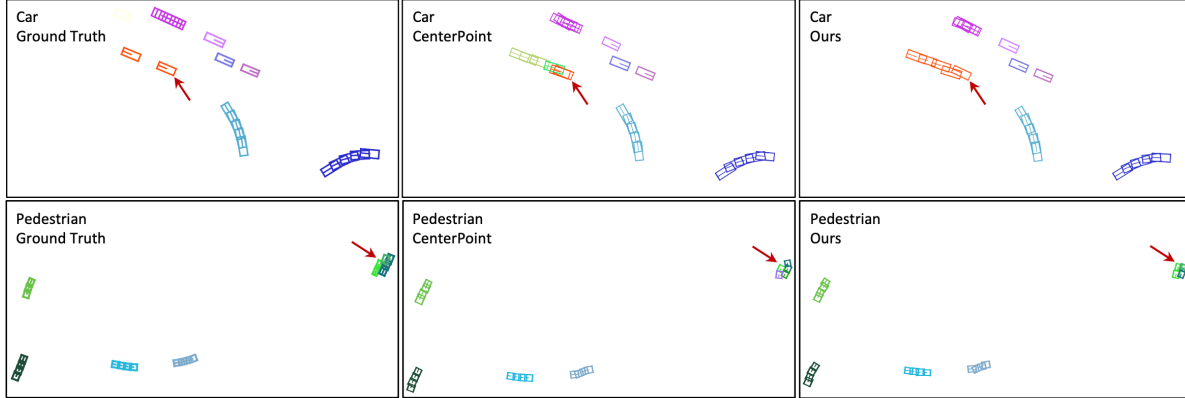 Car
Ground Truth
Car
CenterPoint
Car
Ours
Pedestrian
Ground Truth
Pedestrian
CenterPoint
Pedestrian
Ours